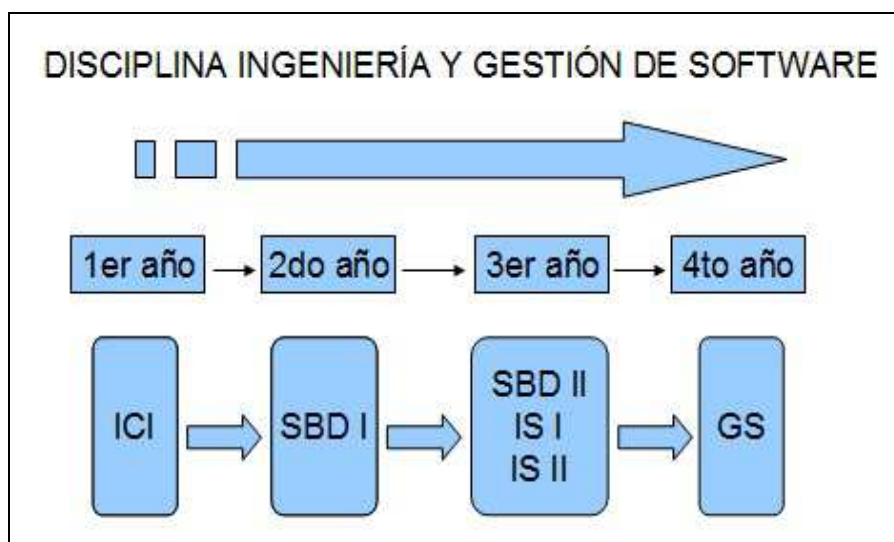 DISCIPLINA INGENIERÍA Y GESTIÓN DE SOFTWARE
1er año
2do año
3er año
4to año
ICI
SBD I
SBD II
IS I
IS II
GS